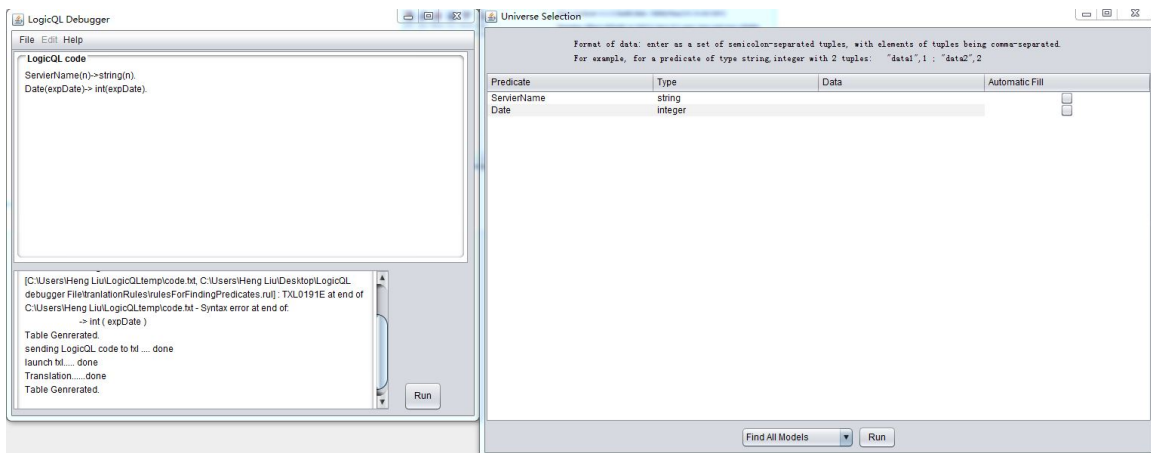 LogicQL Debugger
File Edit Help
LogicQL code
ServierName(n)->string(n).
Date(expDate)-> int(expDate).
[C:\Users\Heng Liu\LogicQLtemp\code.txt, C:\Users\Heng Liu\Desktop\LogicQL
debugger File\tranlationRules\rulesForFindingPredicates.rul] : TXL0191E at end of
C:\Users\Heng Liu\LogicQLtemp\code.txt - Syntax error at end of:
-> int ( expDate )
Table Genrerated.
sending LogicQL code to txl .... done
launch txl..... done
Translation......done
Table Genrerated.
Run
Universe Selection
Format of data: enter as a set of semicolon-separated tuples, with elements of tuples being comma-separated.
For example, for a predicate of type string,integer with 2 tuples: "data1",1 ; "data2",2
Predicate Type Data Automatic Fill
ServierName string
Date integer
Find All Models Run